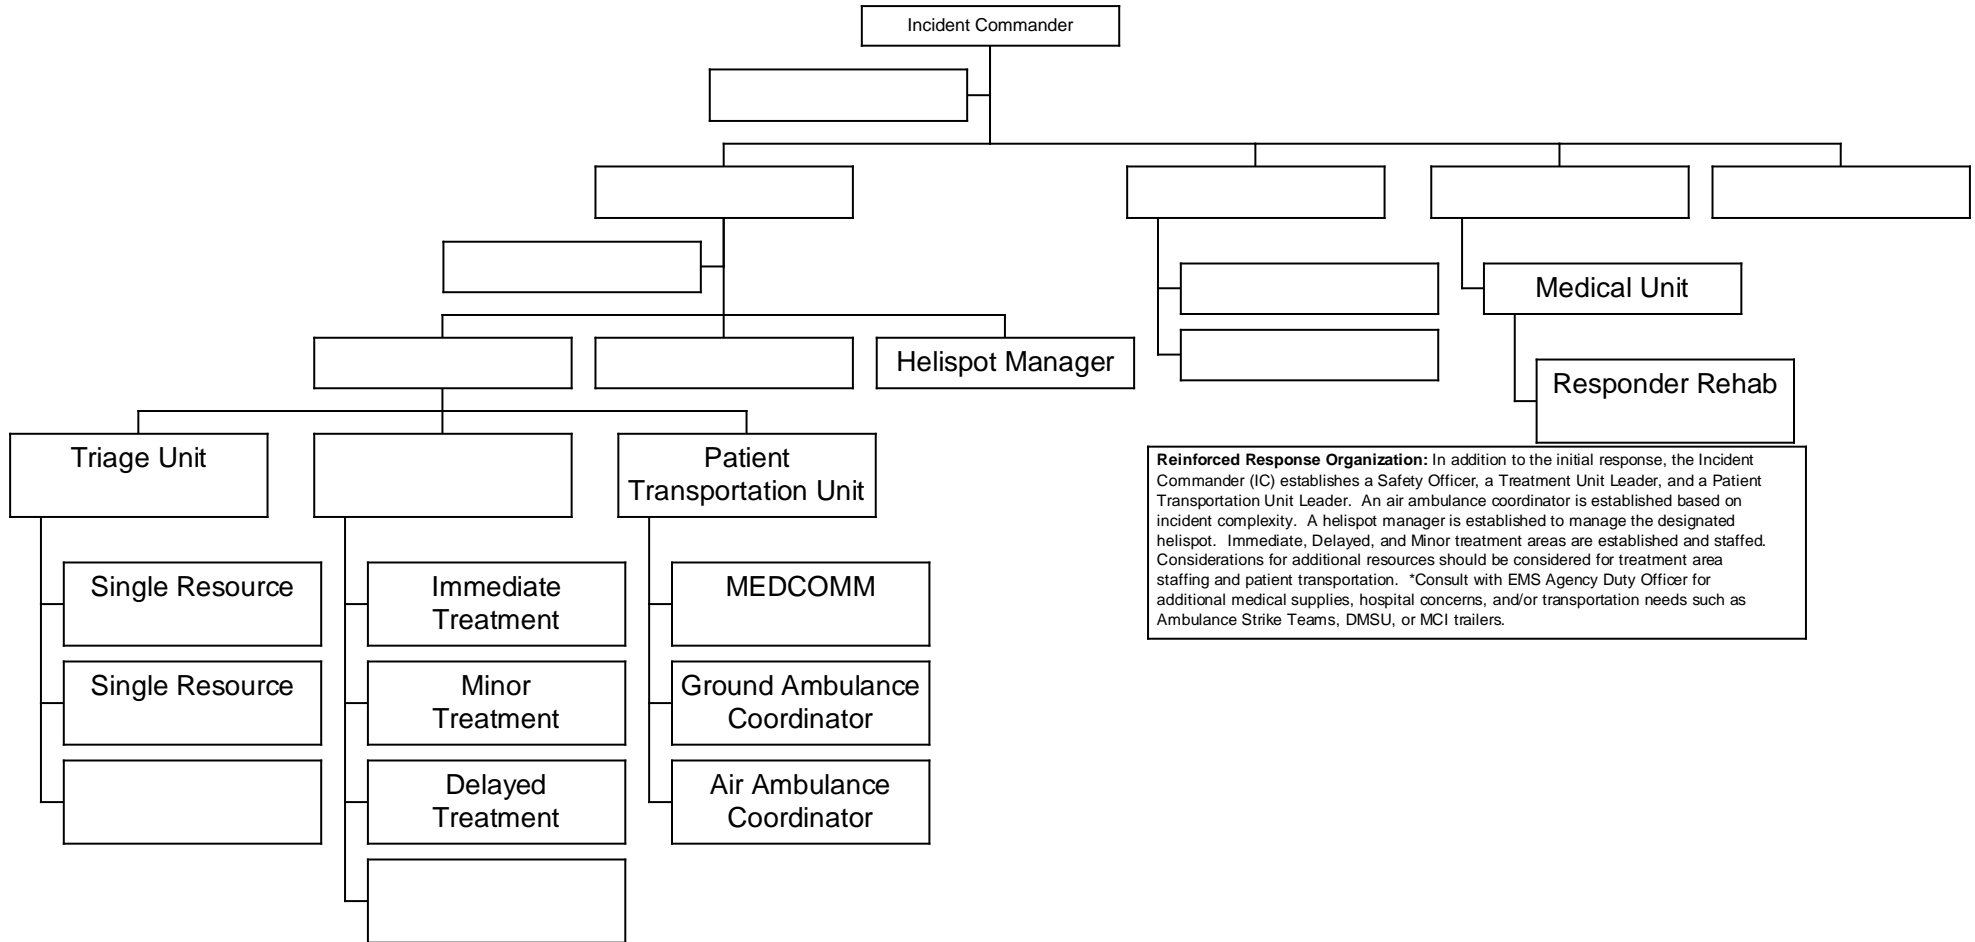 Incident Commander
Medical Unit
Helispot Manager
Responder Rehab
Triage Unit
Patient
Transportation Unit
Reinforced Response Organization: In addition to the initial response, the Incident
Commander (IC) establishes a Safety Officer, a Treatment Unit Leader, and a Patient
Transportation Unit Leader. An air ambulance coordinator is established based on
incident complexity. A helispot manager is established to manage the designated
helispot. Immediate, Delayed, and Minor treatment areas are established and staffed.
Considerations for additional resources should be considered for treatment area
staffing and patient transportation. *Consult with EMS Agency Duty Officer for
additional medical supplies, hospital concerns, and/or transportation needs such as
Ambulance Strike Teams, DMSU, or MCI trailers.
Single Resource
Immediate
Treatment
MEDCOMM
Single Resource
Minor
Treatment
Ground Ambulance
Coordinator
Delayed
Treatment
Air Ambulance
Coordinator